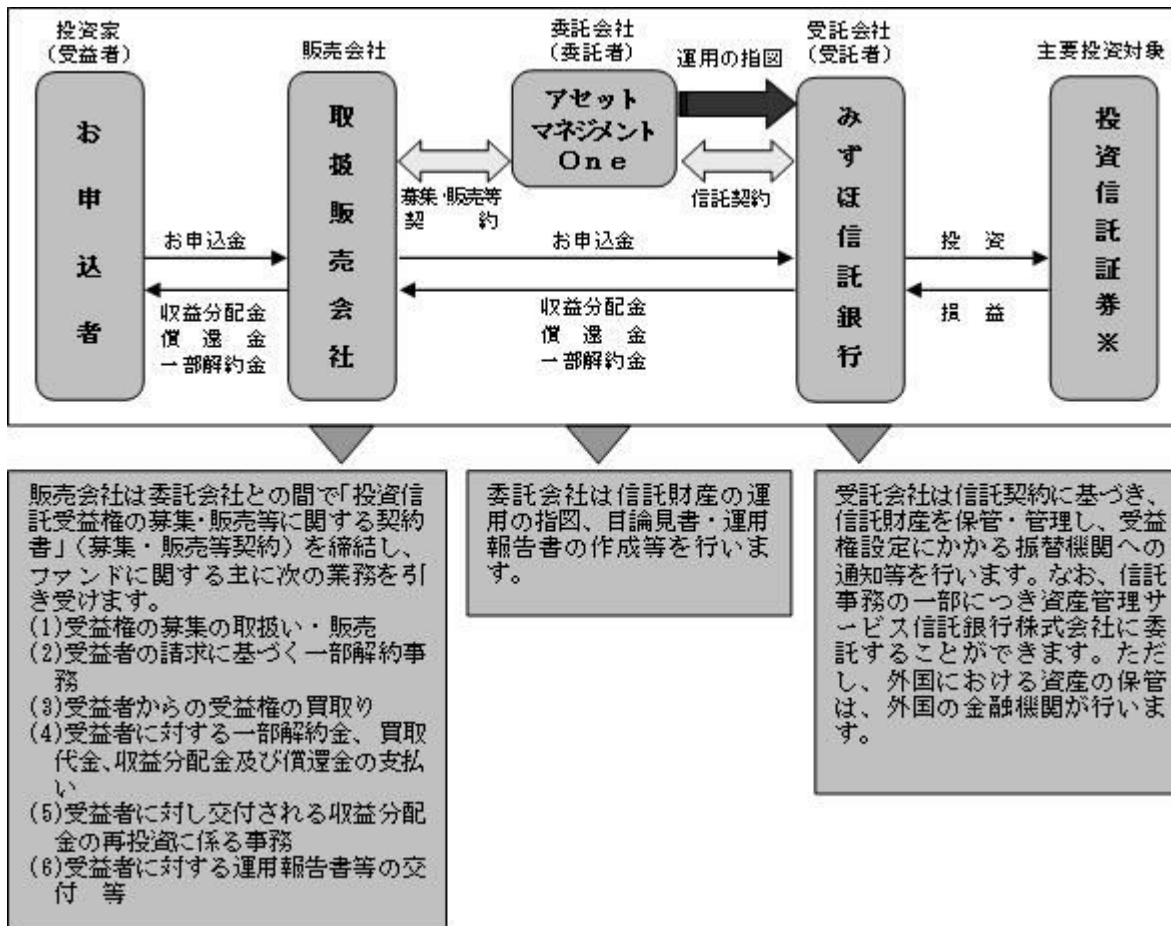 投資家
(受益者)
販売会社
委託会社
(委託者)
受託会社
(受託者)
主要投資対象
運用の指図
お申込者
取扱販売会社
アセット
マネジメント
One
みずほ信託銀行
投資信託証券※
募集・販売等
契約
信託契約
お申込金
お申込金
投資
収益分配金
償還金
一部解約金
収益分配金
償還金
一部解約金
損益
販売会社は委託会社との間で「投資信
託受益権の募集・販売等に関する契約
書」(募集・販売等契約)を締結し、
ファンドに関する主に次の業務を引
き受けます。
(1)受益権の募集の取扱い・販売
(2)受益者の請求に基づく一部解約事
務
(3)受益者からの受益権の買取り
(4)受益者に対する一部解約金、買取
代金、収益分配金及び償還金の支払
い
(5)受益者に対し交付される収益分配
金の再投資に係る事務
(6)受益者に対する運用報告書等の交
付 等
委託会社は信託財産の運
用の指図、目論見書・運用
報告書の作成等を行いま
す。
受託会社は信託契約に基づき、
信託財産を保管・管理し、受益
権設定にかかる振替機関への
通知等を行います。なお、信託
事務の一部につき資産管理サ
ービス信託銀行株式会社に委
託することができます。ただ
し、外国における資産の保管
は、外国の金融機関が行いま
す。